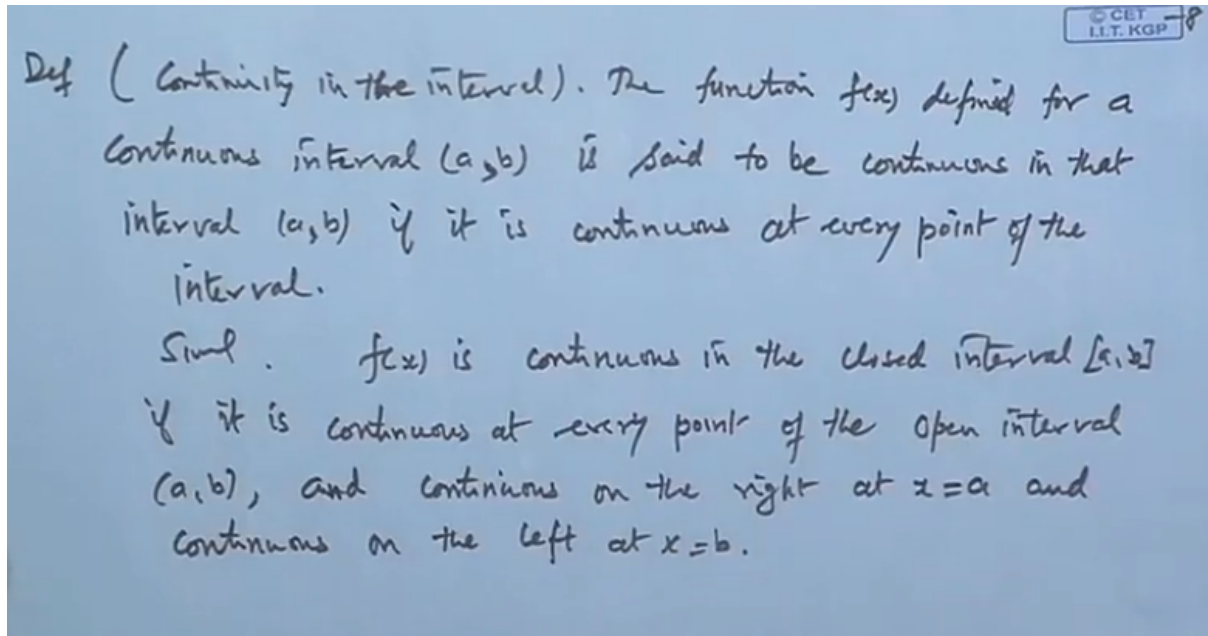 © CET
I.I.T. KGP
-8
Def (Continuity in the interval). The function f(x) defined for a
continuous interval (a,b) is said to be continuous in that
interval (a,b) if it is continuous at every point of the
interval.
Siml. f(x) is continuous in the closed interval [a,b]
if it is continuous at every point of the open interval
(a,b), and continuous on the right at x=a and
continuous on the left at x=b.